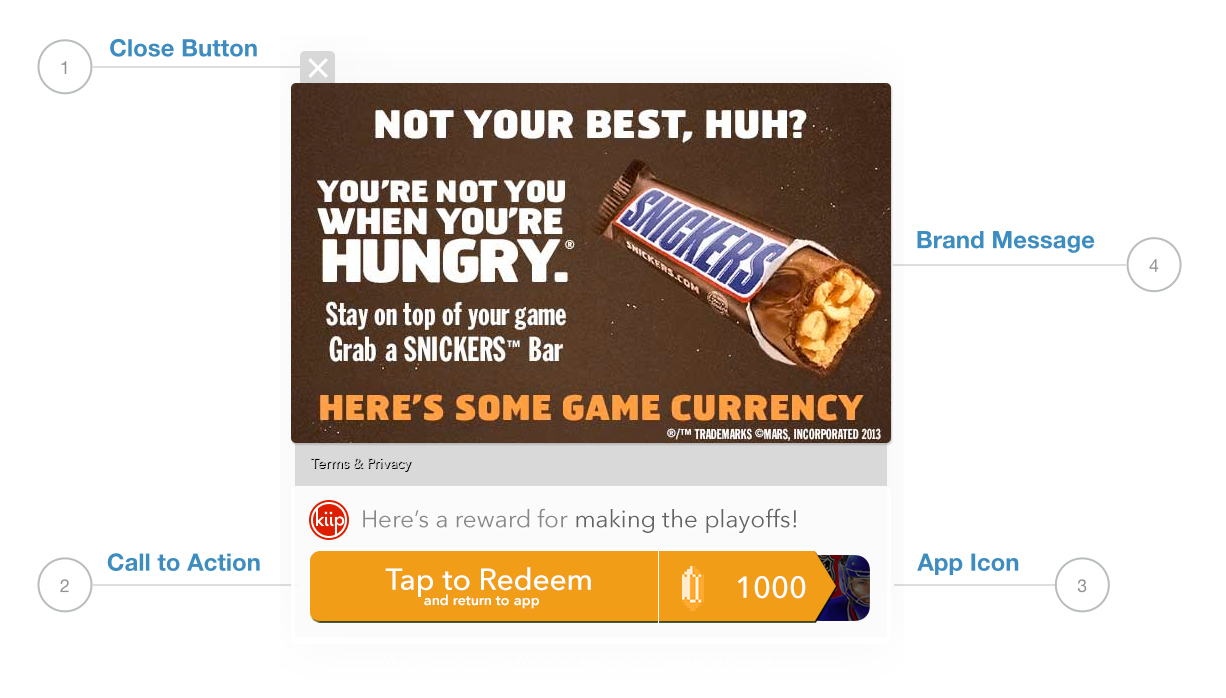 Close Button
1
NOT YOUR BEST, HUH?
YOU'RE NOT YOU
WHEN YOU'RE
HUNGRY.®
Stay on top of your game
Grab a SNICKERS™ Bar
SNICKERS
SNICKERS.COM
HERE'S SOME GAME CURRENCY
®/™ TRADEMARKS ©MARS, INCORPORATED 2013
Brand Message
4
Terms & Privacy
kiip
Here's a reward for making the playoffs!
Call to Action
2
Tap to Redeem
and return to app
1000
App Icon
3